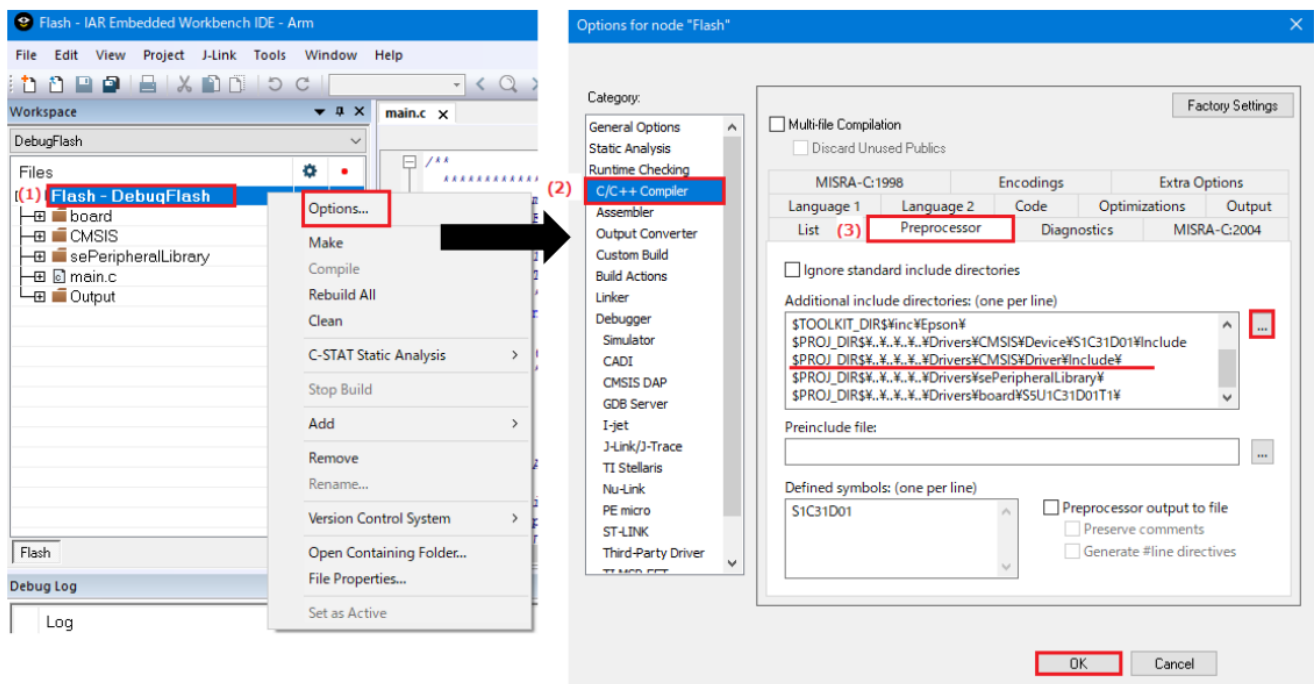 Flash - IAR Embedded Workbench IDE - Arm
File Edit View Project J-Link Tools Window Help
Workspace
main.c
DebugFlash
Files
(1) Flash - DebugFlash
board
CMSIS
sePeripheralLibrary
main.c
Output
Flash
Debug Log
Log
/**
************
Options...
Make
Compile
Rebuild All
Clean
C-STAT Static Analysis
Stop Build
Add
Remove
Rename...
Version Control System
Open Containing Folder...
File Properties...
Set as Active
Options for node "Flash"
Category:
General Options
Static Analysis
Runtime Checking
(2) C/C++ Compiler
Assembler
Output Converter
Custom Build
Build Actions
Linker
Debugger
Simulator
CADI
CMSIS DAP
GDB Server
I-jet
J-Link/J-Trace
TI Stellaris
Nu-Link
PE micro
ST-LINK
Third-Party Driver
Factory Settings
Multi-file Compilation
Discard Unused Publics
MISRA-C:1998 Encodings Extra Options
Language 1 Language 2 Code Optimizations Output
List (3) Preprocessor Diagnostics MISRA-C:2004
Ignore standard include directories
Additional include directories: (one per line)
$TOOLKIT_DIR$¥inc¥Epson¥
$PROJ_DIR$¥..¥..¥..¥..¥Drivers¥CMSIS¥Device¥S1C31D01¥Include
$PROJ_DIR$¥..¥..¥..¥..¥Drivers¥CMSIS¥Driver¥Include¥
$PROJ_DIR$¥..¥..¥..¥..¥Drivers¥sePeripheralLibrary¥
$PROJ_DIR$¥..¥..¥..¥..¥Drivers¥board¥S5U1C31D01T1¥
...
Preinclude file:
...
Defined symbols: (one per line)
S1C31D01
Preprocessor output to file
Preserve comments
Generate #line directives
OK Cancel